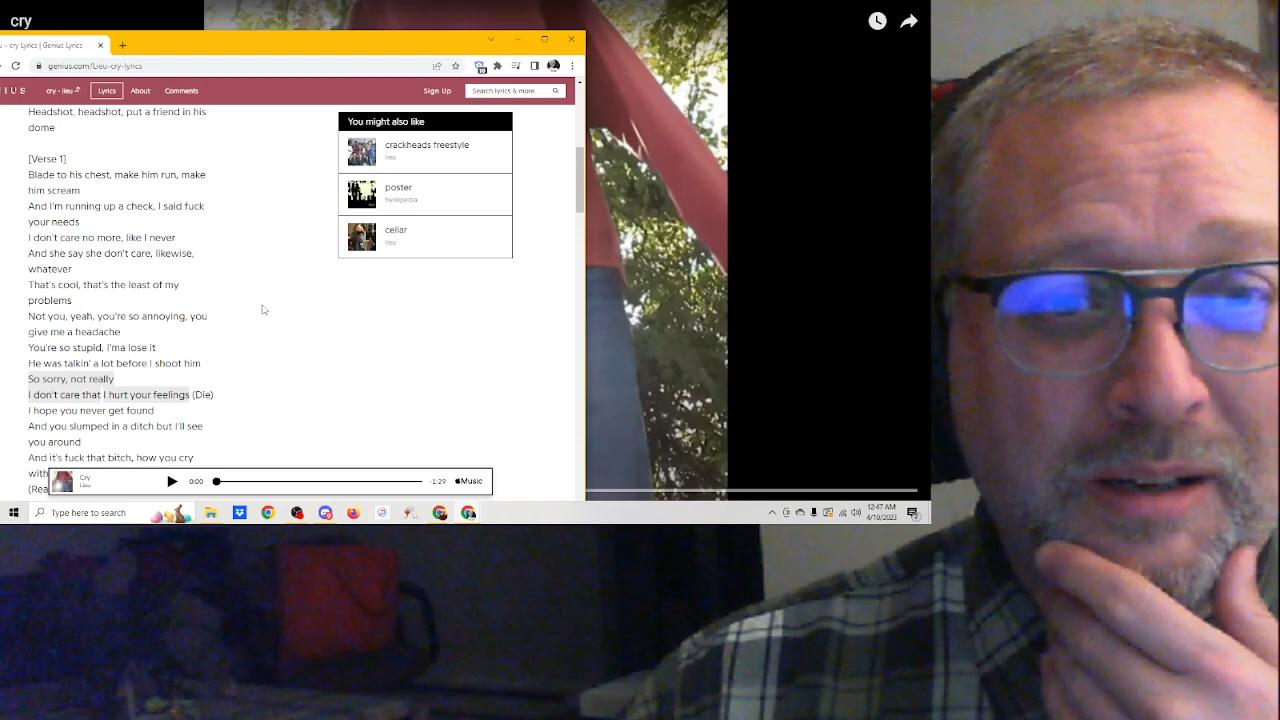 cry
cry Lyrics | Genius Lyrics
genius.com/Lieu-cry-lyrics
I U S
cry - lieu
Lyrics
About
Comments
Sign Up
Search lyrics & more
Headshot, headshot, put a friend in his
dome
[Verse 1]
Blade to his chest, make him run, make
him scream
And I'm running up a check, I said fuck
your needs
I don't care no more, like I never
And she say she don't care, likewise,
whatever
That's cool, that's the least of my
problems
Not you, yeah, you're so annoying, you
give me a headache
You're so stupid, I'ma lose it
He was talkin' a lot before I shoot him
So sorry, not really
I don't care that I hurt your feelings (Die)
I hope you never get found
And you slumped in a ditch but I'll see
you around
And it's fuck that bitch, how you cry
with
(Rea
You might also like
crackheads freestyle
lieu
poster
twikipedia
cellar
lieu
Cry
Lieu
0:00
-1:29
Music
Type here to search
12:47 AM
4/10/2023